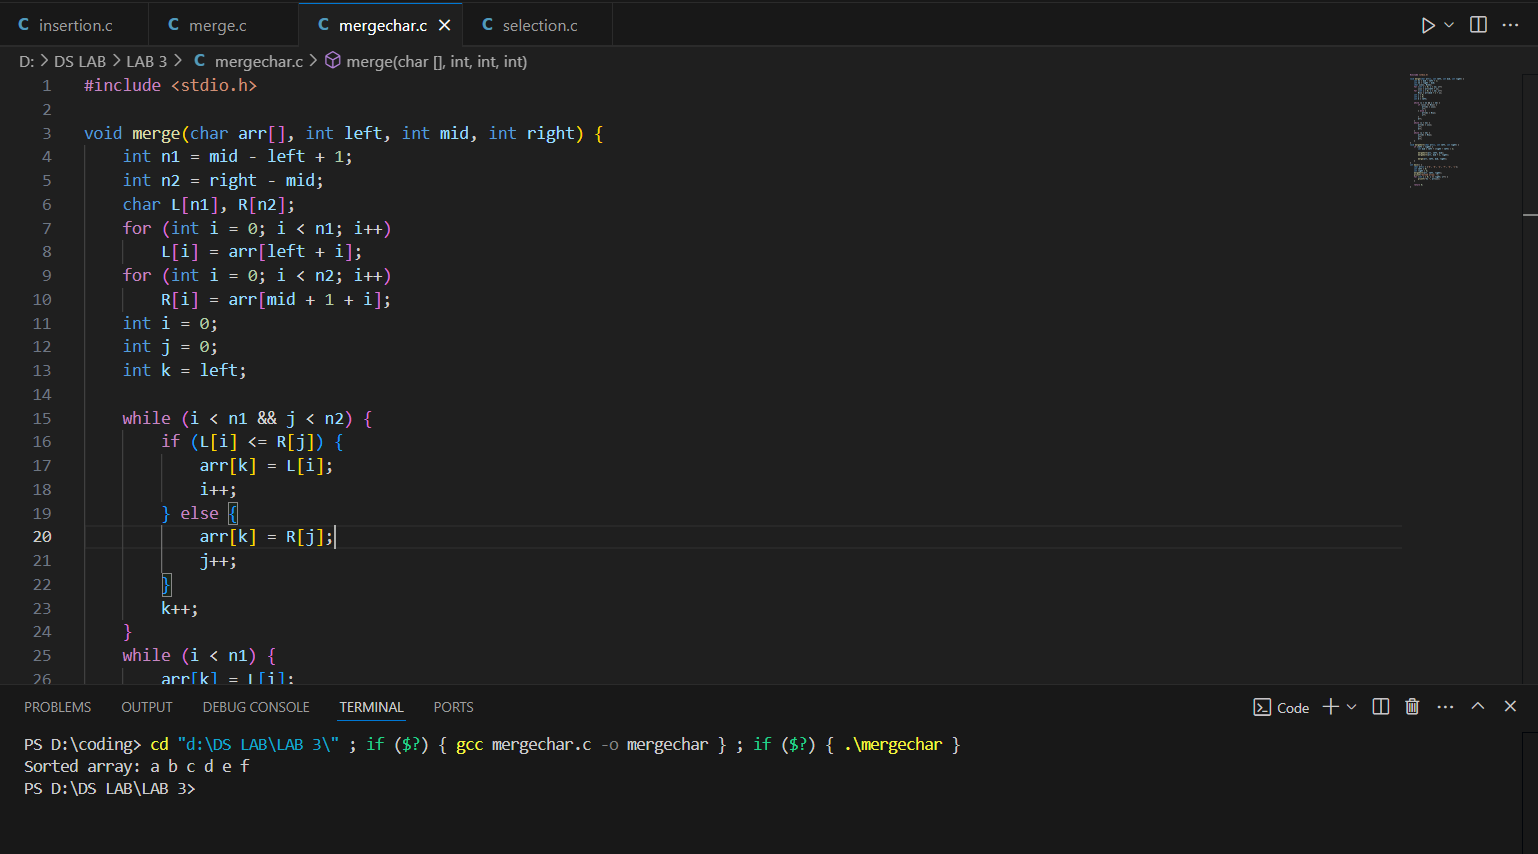 C insertion.c C merge.c C mergechar.c C selection.c
D: > DS LAB > LAB 3 > C mergechar.c > merge(char [], int, int, int)
1 #include <stdio.h>
2
3 void merge(char arr[], int left, int mid, int right) {
4 int n1 = mid - left + 1;
5 int n2 = right - mid;
6 char L[n1], R[n2];
7 for (int i = 0; i < n1; i++)
8 L[i] = arr[left + i];
9 for (int i = 0; i < n2; i++)
10 R[i] = arr[mid + 1 + i];
11 int i = 0;
12 int j = 0;
13 int k = left;
14
15 while (i < n1 && j < n2) {
16 if (L[i] <= R[j]) {
17 arr[k] = L[i];
18 i++;
19 } else {
20 arr[k] = R[j];
21 j++;
22 }
23 k++;
24 }
25 while (i < n1) {
26 arr[k] = L[i];
PROBLEMS OUTPUT DEBUG CONSOLE TERMINAL PORTS Code
PS D:\coding> cd "d:\DS LAB\LAB 3\" ; if ($?) { gcc mergechar.c -o mergechar } ; if ($?) { .\mergechar }
Sorted array: a b c d e f
PS D:\DS LAB\LAB 3>